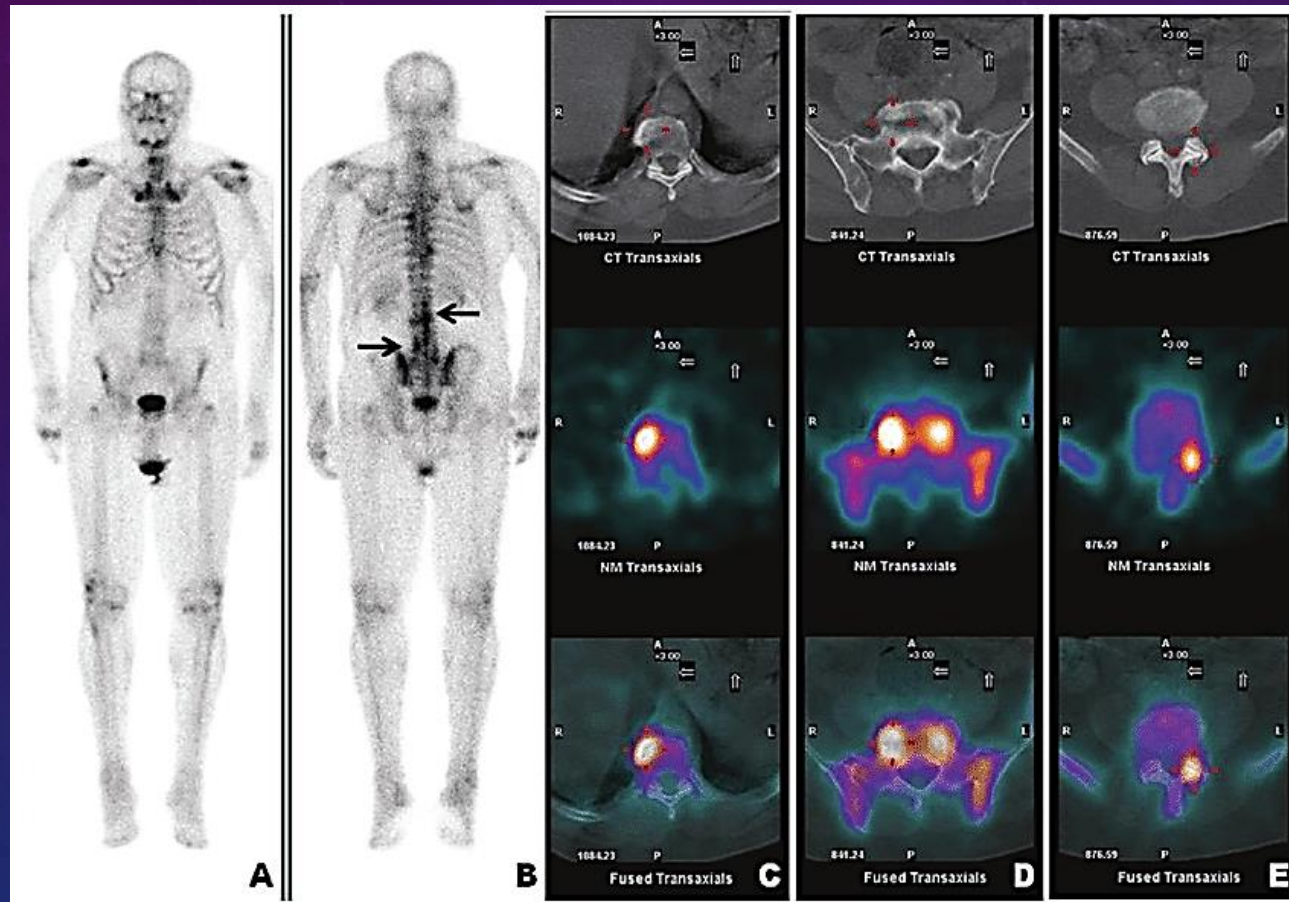 A
B
A
×3.00
R
L
1084.23
P
CT Transaxials
A
×3.00
R
L
1084.23
P
NM Transaxials
A
×3.00
R
L
1084.23
P
Fused Transaxials
C
A
×3.00
R
L
841.24
P
CT Transaxials
A
×3.00
R
L
841.24
P
NM Transaxials
A
×3.00
R
L
841.24
P
Fused Transaxials
D
A
×3.00
R
L
876.59
P
CT Transaxials
A
×3.00
R
L
876.59
P
NM Transaxials
A
×3.00
R
L
876.59
P
Fused Transaxials
E